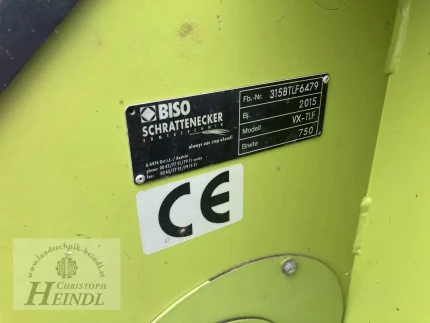 BISO
SCHRATTENECKER
always one step ahead!
Fb.-Nr. 315BTLF6479
Bj. 2015
Modell VX-TLF
Breite 750
CE
www.landtechnik.heindl.at
CHRISTOPH
HEINDL